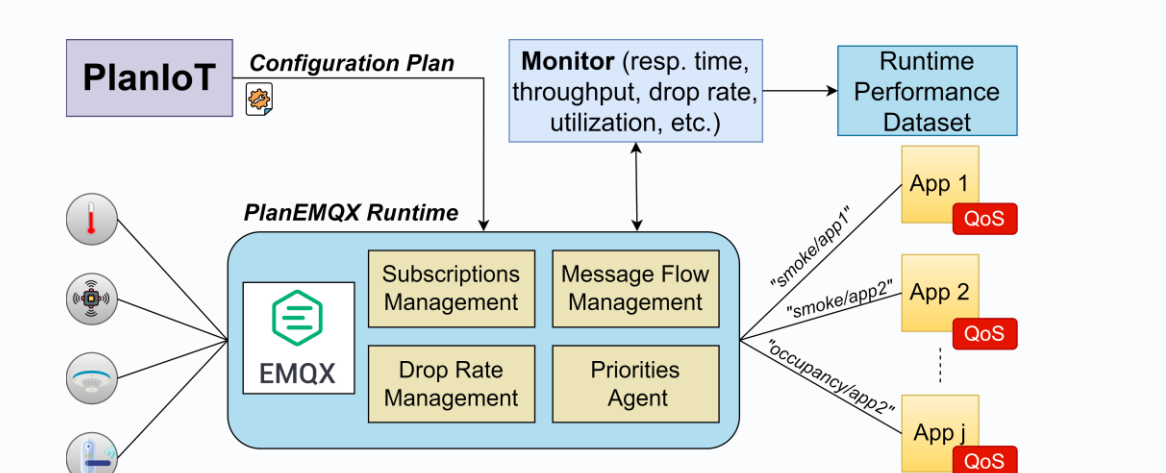 PlanIoT
Configuration Plan
Monitor (resp. time,
throughput, drop rate,
utilization, etc.)
Runtime
Performance
Dataset
PlanEMQX Runtime
EMQX
Subscriptions
Management
Message Flow
Management
Drop Rate
Management
Priorities
Agent
"smoke/app1"
"smoke/app2"
"occupancy/app2"
App 1
QoS
App 2
QoS
App j
QoS